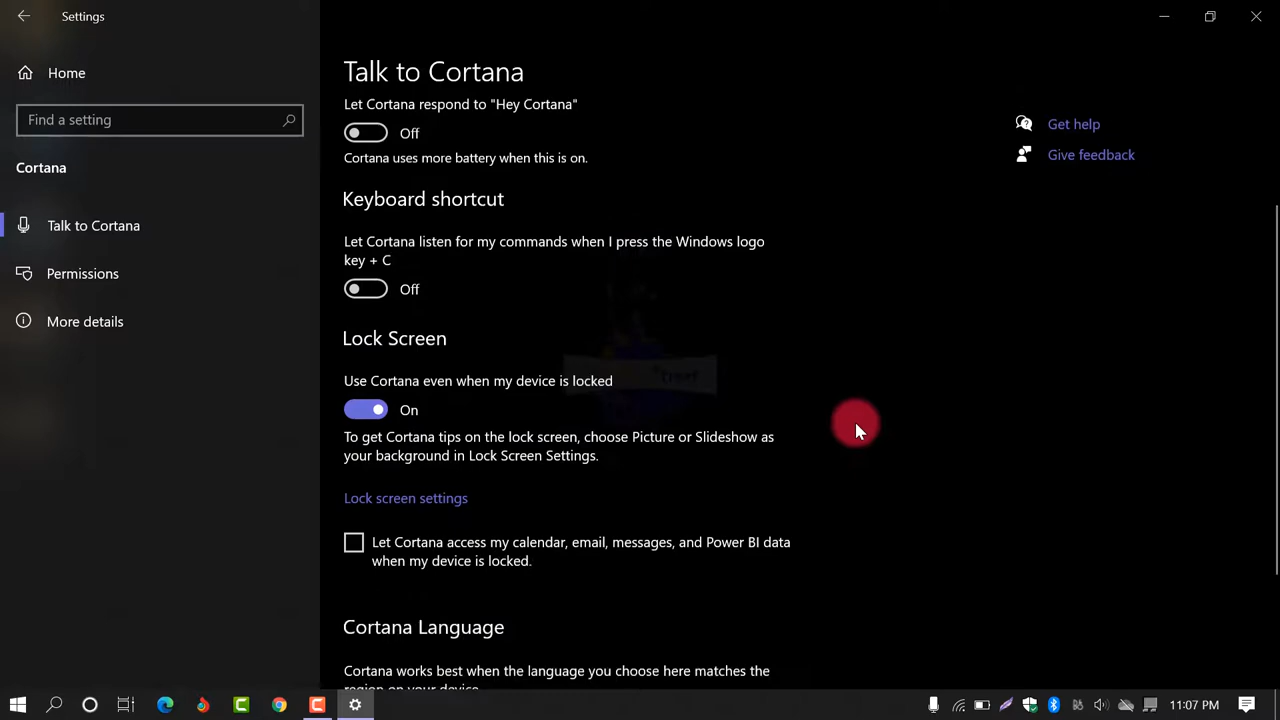 Settings
Home
Find a setting
Cortana
Talk to Cortana
Permissions
More details
Talk to Cortana
Let Cortana respond to "Hey Cortana"
Off
Cortana uses more battery when this is on.
Keyboard shortcut
Let Cortana listen for my commands when I press the Windows logo
key + C
Off
Lock Screen
Use Cortana even when my device is locked
On
To get Cortana tips on the lock screen, choose Picture or Slideshow as
your background in Lock Screen Settings.
Lock screen settings
Let Cortana access my calendar, email, messages, and Power BI data
when my device is locked.
Cortana Language
Cortana works best when the language you choose here matches the
region on your device.
Get help
Give feedback
11:07 PM